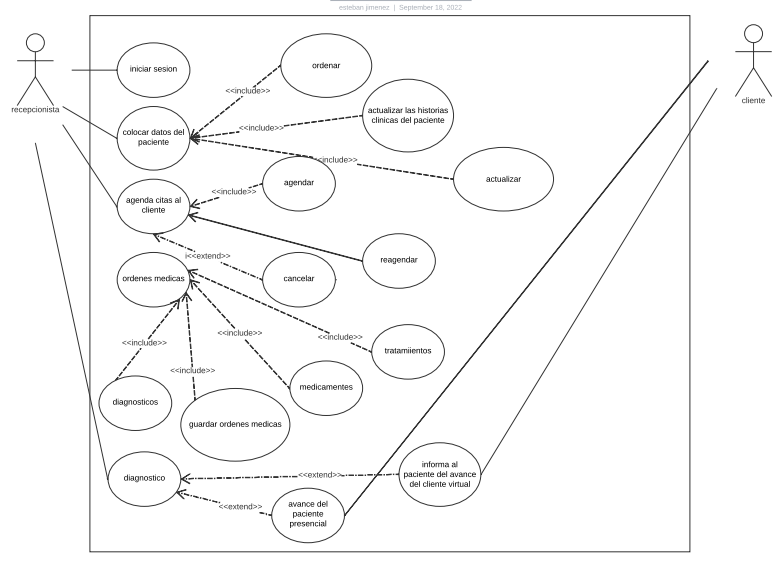 esteban jimenez | September 18, 2022
recepcionista
cliente
iniciar sesion
ordenar
<<include>>
colocar datos del
paciente
<<include>>
actualizar las historias
clinicas del paciente
<<include>>
actualizar
agendar
<<include>>
agenda citas al
cliente
reagendar
i<<extend>>
cancelar
ordenes medicas
<<include>>
<<include>>
<<include>>
<<include>>
tratamiientos
medicamentes
diagnosticos
guardar ordenes medicas
diagnostico
<<extend>>
informa al
paciente del avance
del cliente virtual
<<extend>>
avance del
paciente
presencial